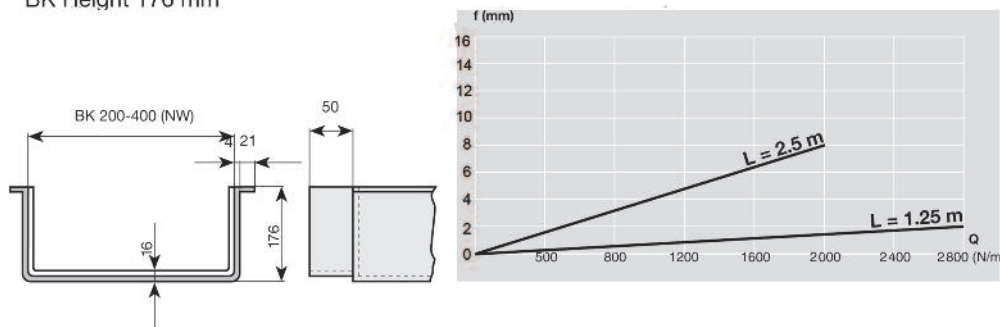 BK Height 176 mm
BK 200-400 (NW)
4 21
50
16
176
f (mm)
16
14
12
10
8
6
4
2
0
L = 2.5 m
L = 1.25 m
Q
500 800 1200 1600 2000 2400 2800 (N/m